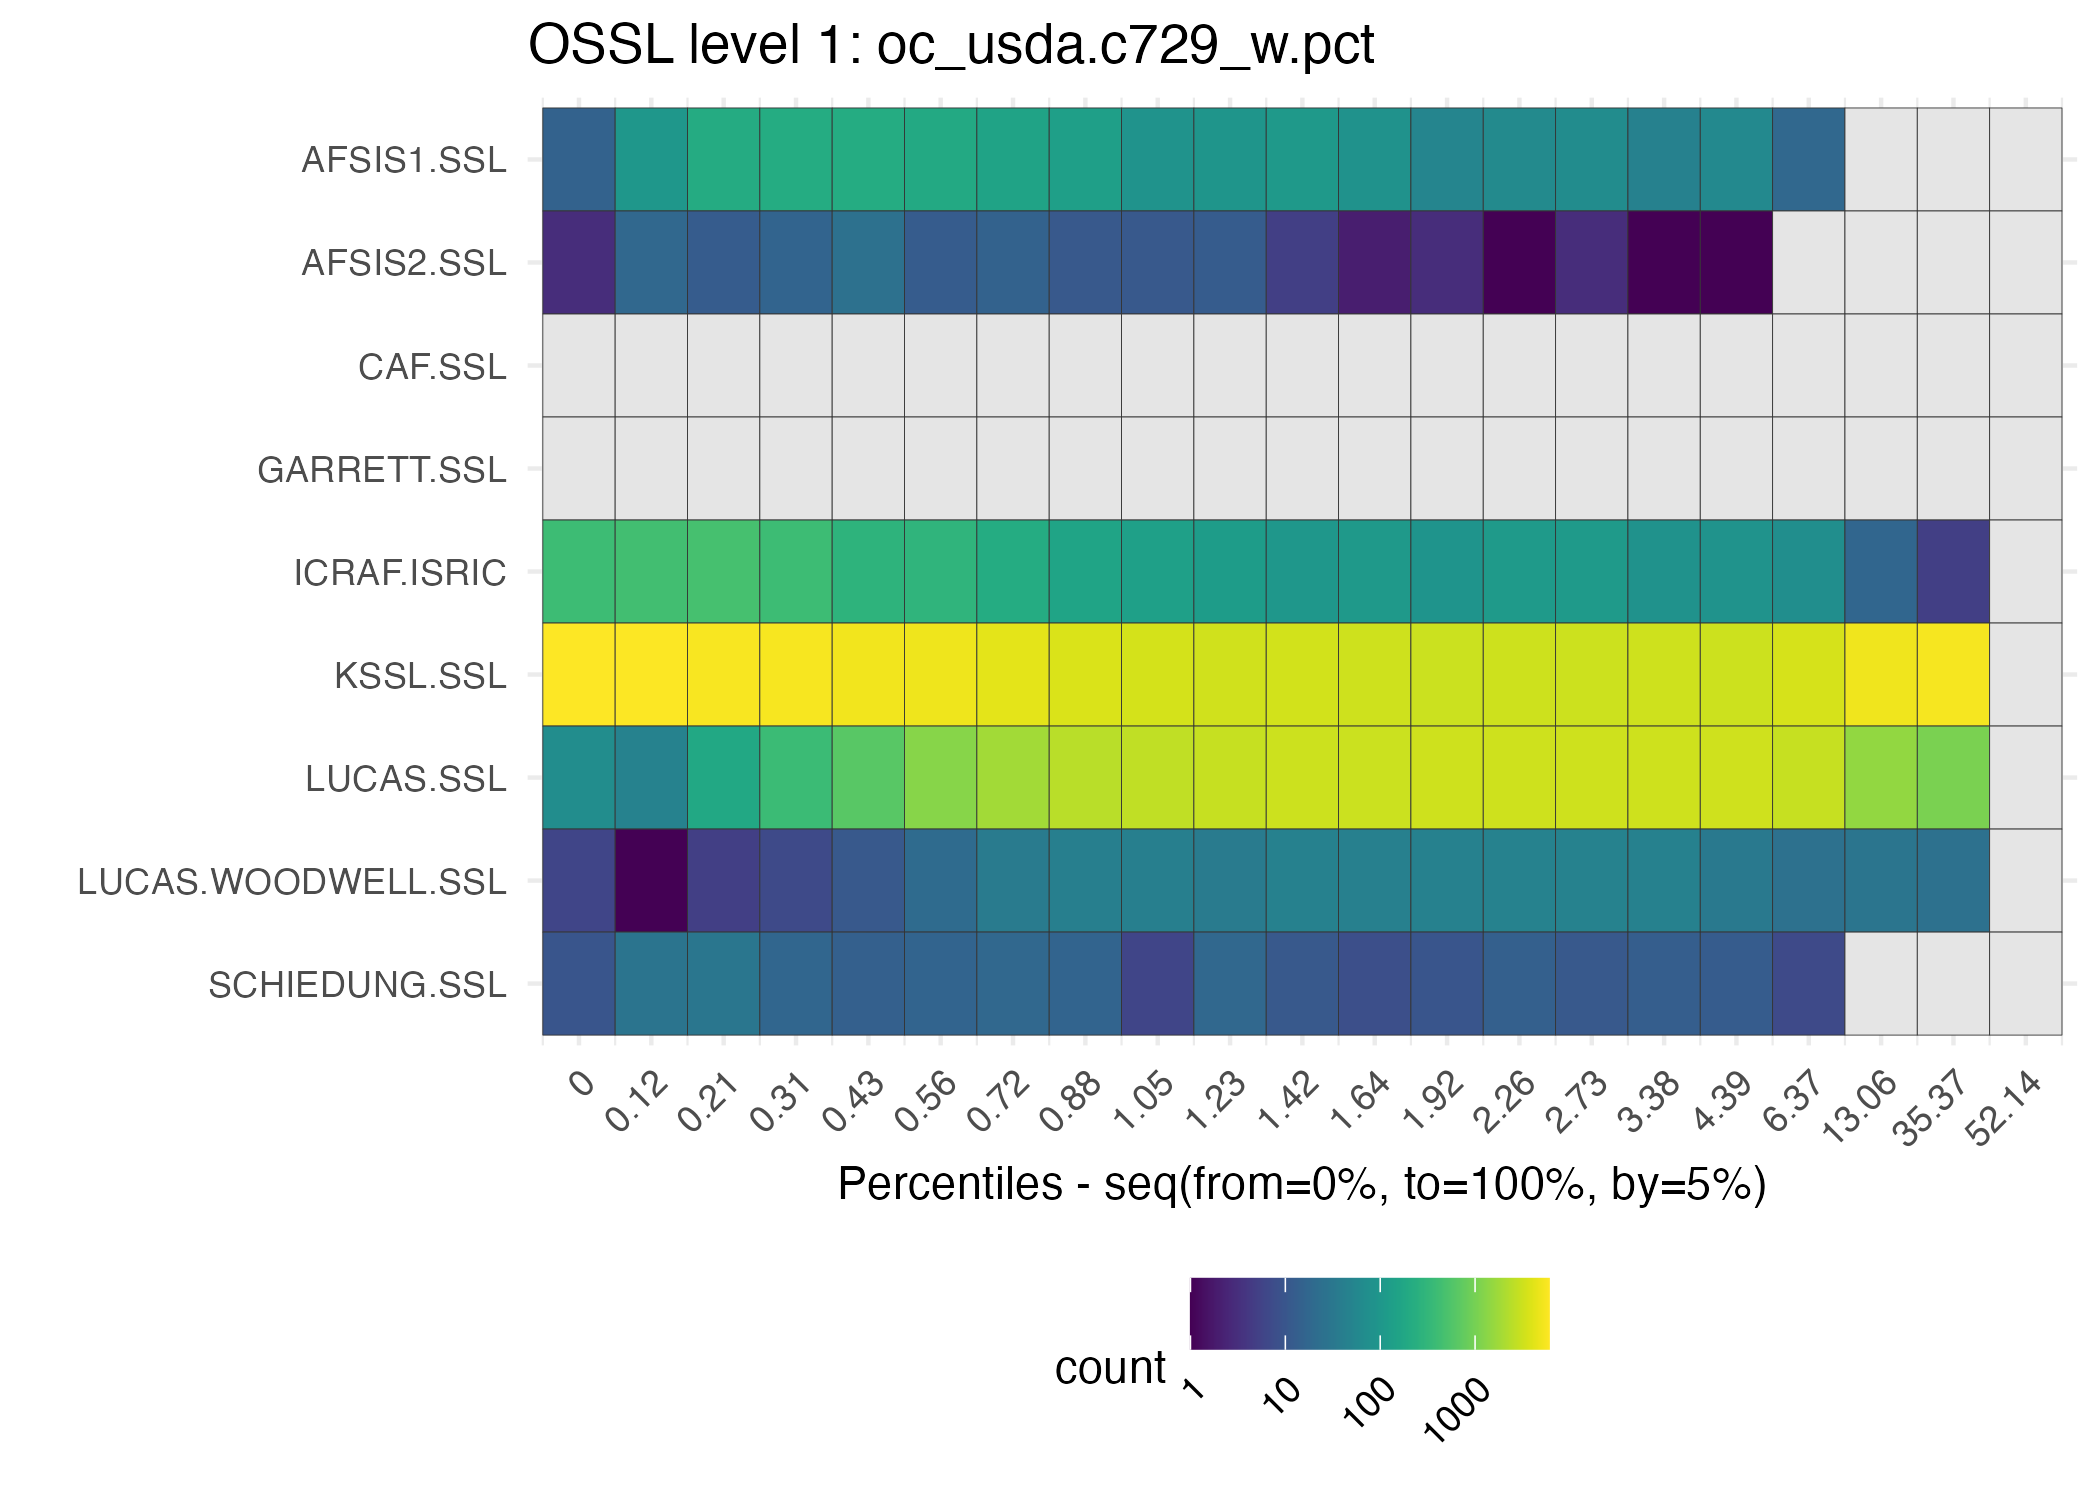 OSSL level 1: oc_usda.c729_w.pct
AFSIS1.SSL
AFSIS2.SSL
CAF.SSL
GARRETT.SSL
ICRAF.ISRIC
KSSL.SSL
LUCAS.SSL
LUCAS.WOODWELL.SSL
SCHIEDUNG.SSL
0 0.12 0.21 0.31 0.43 0.56 0.72 0.88 1.05 1.23 1.42 1.64 1.92 2.26 2.73 3.38 4.39 6.37 13.06 35.37 52.14
Percentiles - seq(from=0%, to=100%, by=5%)
count
1 10 100 1000